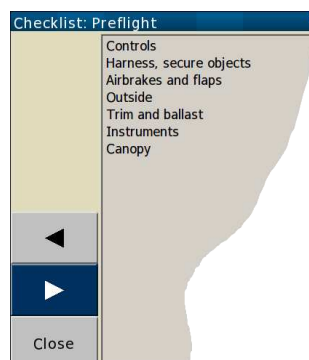 Checklist: Preflight
Controls
Harness, secure objects
Airbrakes and flaps
Outside
Trim and ballast
Instruments
Canopy
Close